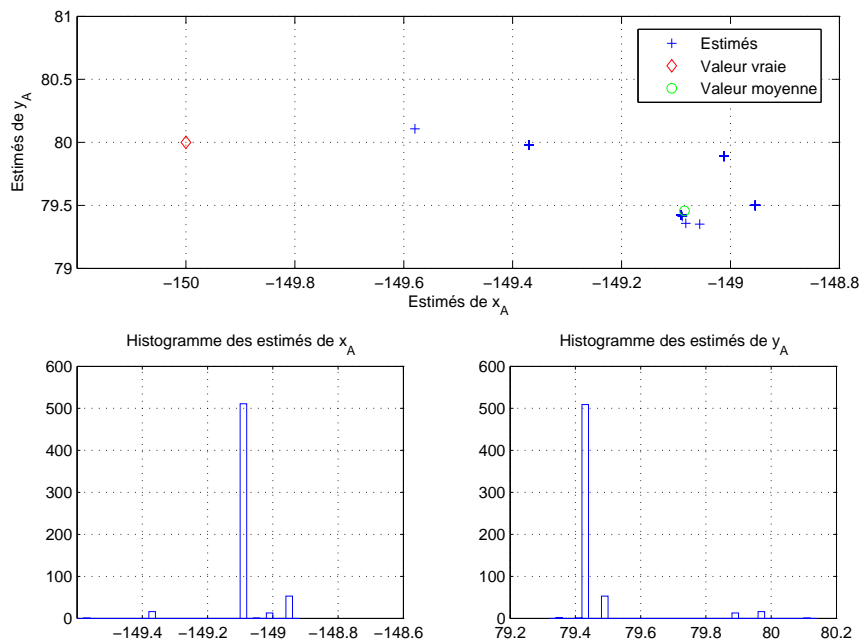 81
80.5
80
79.5
79
Estimés de y_A
Estimés
Valeur vraie
Valeur moyenne
−150 −149.8 −149.6 −149.4 −149.2 −149 −148.8
Estimés de x_A
Histogramme des estimés de x_A
600
500
400
300
200
100
0
−149.4 −149.2 −149 −148.8 −148.6
Histogramme des estimés de y_A
600
500
400
300
200
100
0
79.2 79.4 79.6 79.8 80 80.2